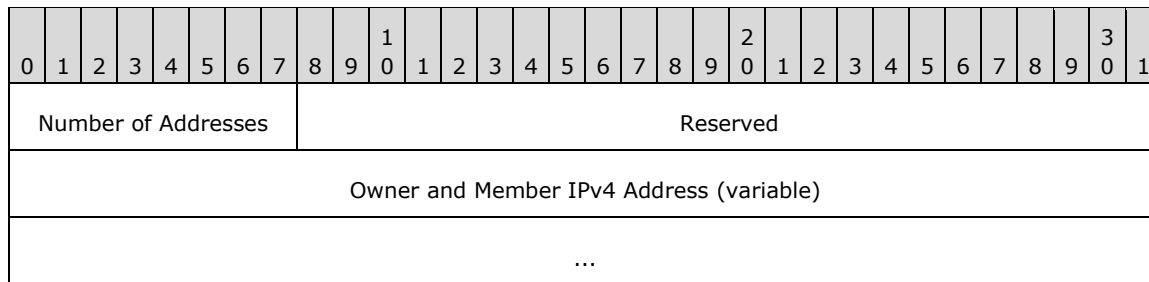 1 2 3
0 1 2 3 4 5 6 7 8 9 0 1 2 3 4 5 6 7 8 9 0 1 2 3 4 5 6 7 8 9 0 1
Number of Addresses Reserved
Owner and Member IPv4 Address (variable)
...